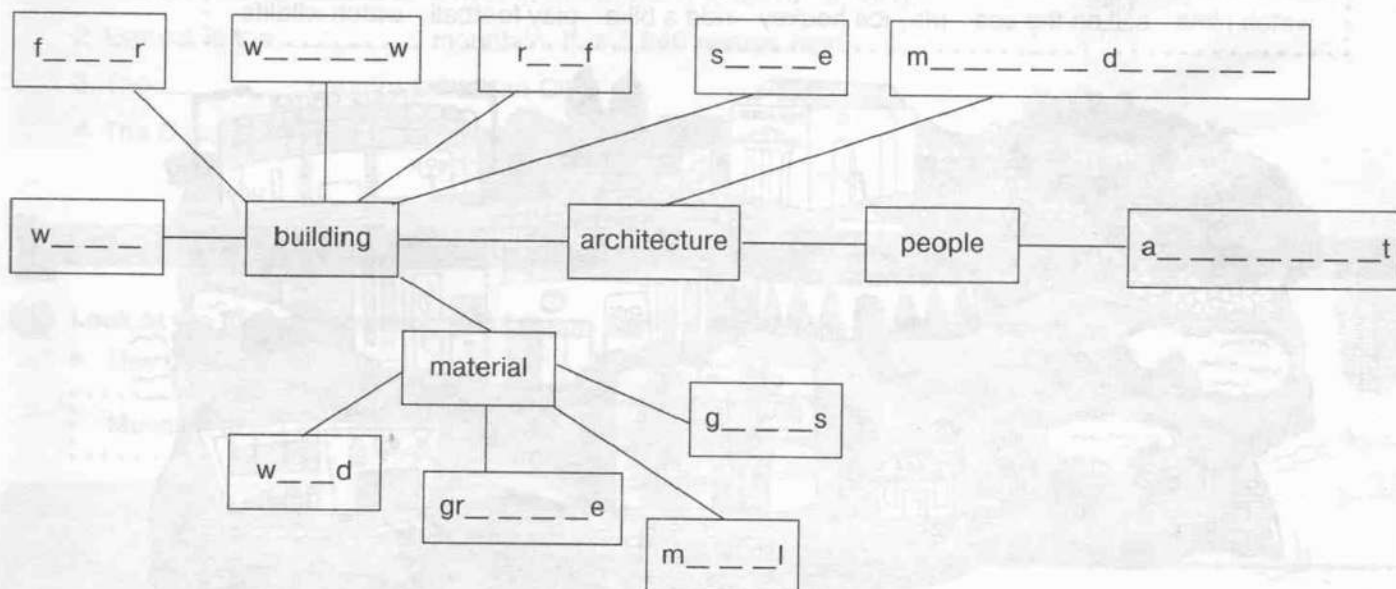 f_ _ _r w_ _ _ _w r_ _f s_ _ _ _e m_ _ _ _ _ d_ _ _ _ _
w_ _ _ building architecture people a_ _ _ _ _ _ _t
material
g_ _ _s
w_ _d
gr_ _ _ _e
m_ _ _l